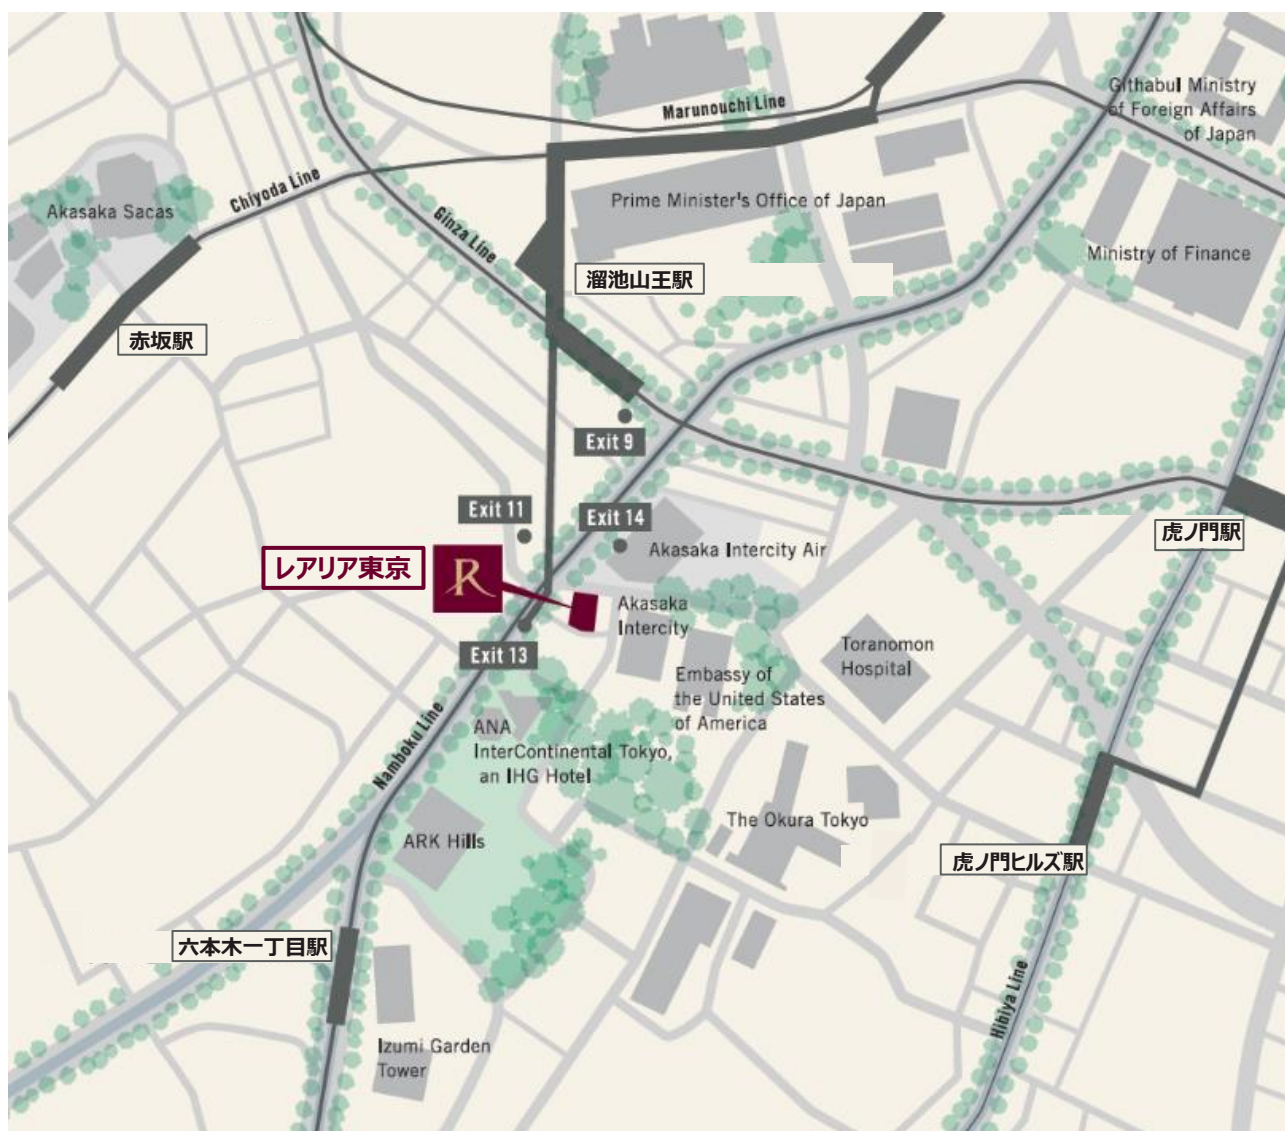 Githabul Ministry
of Foreign Affairs
of Japan
Marunouchi Line
Chiyoda Line
Akasaka Sacas
Prime Minister's Office of Japan
Ginza Line
Ministry of Finance
溜池山王駅
赤坂駅
Exit 9
Exit 11
Exit 14
虎ノ門駅
Akasaka Intercity Air
レアリア東京
R
Akasaka
Intercity
Exit 13
Toranomon
Hospital
Embassy of
the United States
of America
Namboku Line
ANA
InterContinental Tokyo,
an IHG Hotel
The Okura Tokyo
ARK Hills
虎ノ門ヒルズ駅
六本木一丁目駅
Hibiya Line
Izumi Garden
Tower